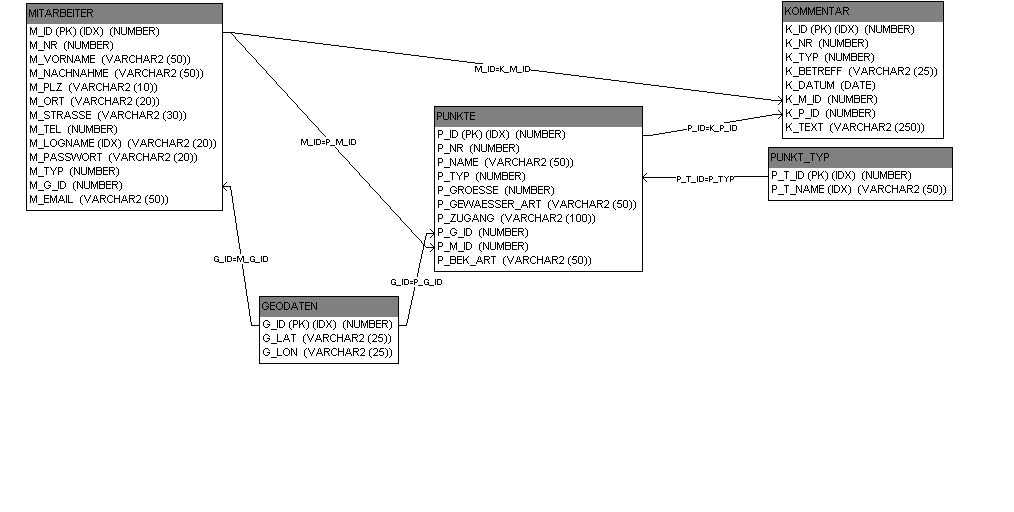 MITARBEITER
M_ID (PK) (IDX) (NUMBER)
M_NR (NUMBER)
M_VORNAME (VARCHAR2 (50))
M_NACHNAHME (VARCHAR2 (50))
M_PLZ (VARCHAR2 (10))
M_ORT (VARCHAR2 (20))
M_STRASSE (VARCHAR2 (30))
M_TEL (NUMBER)
M_LOGNAME (IDX) (VARCHAR2 (20))
M_PASSWORT (VARCHAR2 (20))
M_TYP (NUMBER)
M_G_ID (NUMBER)
M_EMAIL (VARCHAR2 (50))
KOMMENTAR
K_ID (PK) (IDX) (NUMBER)
K_NR (NUMBER)
K_TYP (NUMBER)
K_BETREFF (VARCHAR2 (25))
K_DATUM (DATE)
K_M_ID (NUMBER)
K_P_ID (NUMBER)
K_TEXT (VARCHAR2 (250))
M_ID=K_M_ID
PUNKTE
P_ID (PK) (IDX) (NUMBER)
P_NR (NUMBER)
P_NAME (VARCHAR2 (50))
P_TYP (NUMBER)
P_GROESSE (NUMBER)
P_GEWAESSER_ART (VARCHAR2 (50))
P_ZUGANG (VARCHAR2 (100))
P_G_ID (NUMBER)
P_M_ID (NUMBER)
P_BEK_ART (VARCHAR2 (50))
P_ID=K_P_ID
M_ID=P_M_ID
PUNKT_TYP
P_T_ID (PK) (IDX) (NUMBER)
P_T_NAME (IDX) (VARCHAR2 (50))
P_T_ID=P_TYP
G_ID=M_G_ID
G_ID=P_G_ID
GEODATEN
G_ID (PK) (IDX) (NUMBER)
G_LAT (VARCHAR2 (25))
G_LON (VARCHAR2 (25))